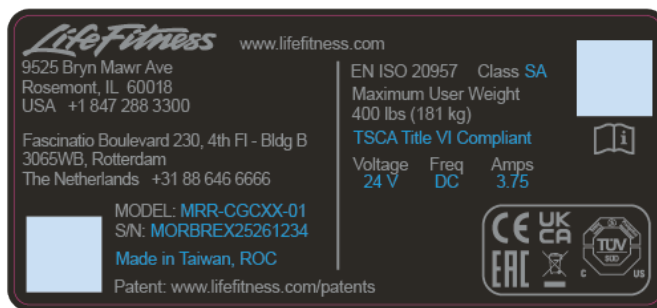 LifeFitness www.lifefitness.com
9525 Bryn Mawr Ave
Rosemont, IL 60018
USA +1 847 288 3300
Fascinatio Boulevard 230, 4th Fl - Bldg B
3065WB, Rotterdam
The Netherlands +31 88 646 6666
MODEL: MRR-CGCXX-01
S/N: MORBREX25261234
Made in Taiwan, ROC
Patent: www.lifefitness.com/patents
EN ISO 20957 Class SA
Maximum User Weight
400 lbs (181 kg)
TSCA Title VI Compliant
Voltage Freq Amps
24 V DC 3.75
i
CE UK CA
EAC
TÜV
SÜD
C US